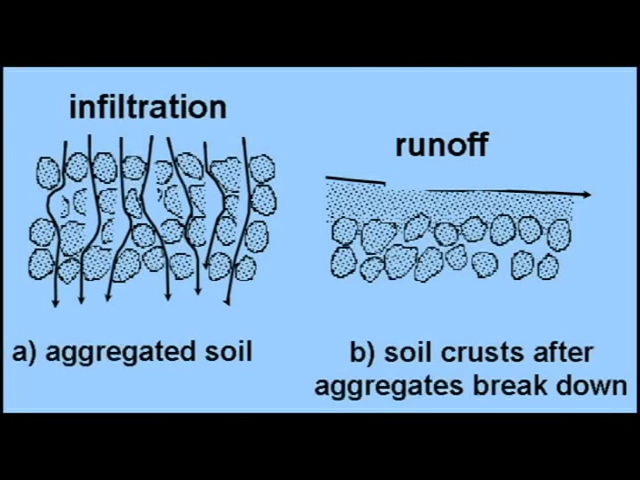 infiltration
runoff
a) aggregated soil
b) soil crusts after
aggregates break down